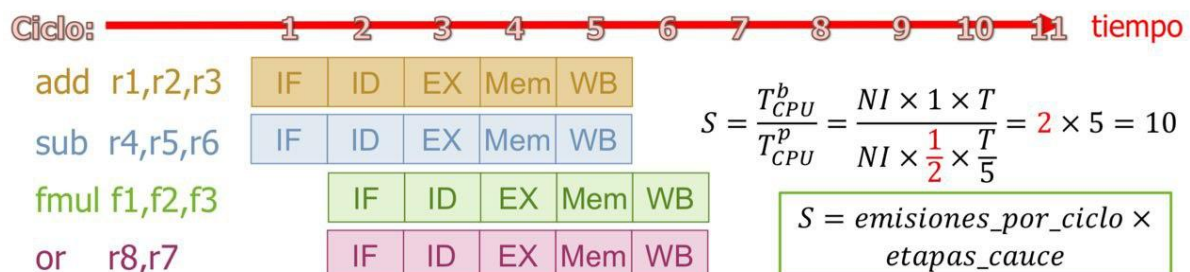 Ciclo: 1 2 3 4 5 6 7 8 9 10 11 tiempo
add r1,r2,r3 IF ID EX Mem WB
sub r4,r5,r6 IF ID EX Mem WB
fmul f1,f2,f3 IF ID EX Mem WB
or r8,r7 IF ID EX Mem WB
S = T^b_CPU / T^p_CPU = (NI × 1 × T) / (NI × 1/2 × T/5) = 2 × 5 = 10
S = emisiones_por_ciclo ×
etapas_cauce